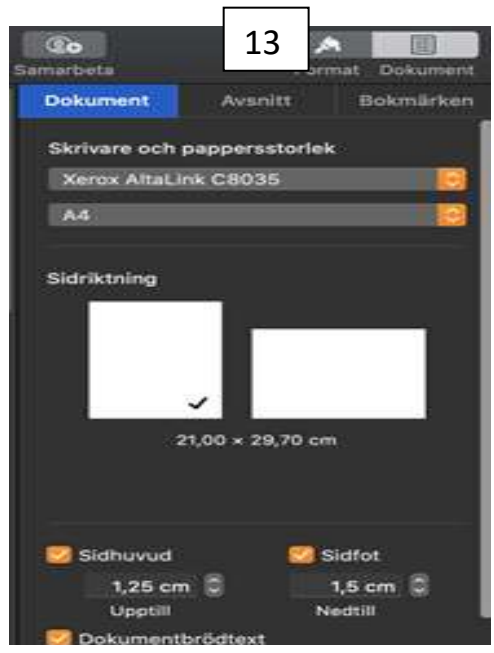 13
Samarbeta Format Dokument
Dokument Avsnitt Bokmärken
Skrivare och pappersstorlek
Xerox AltaLink C8035
A4
Sidriktning
21,00 × 29,70 cm
Sidhuvud Sidfot
1,25 cm 1,5 cm
Upptill Nedtill
Dokumentbrödtext